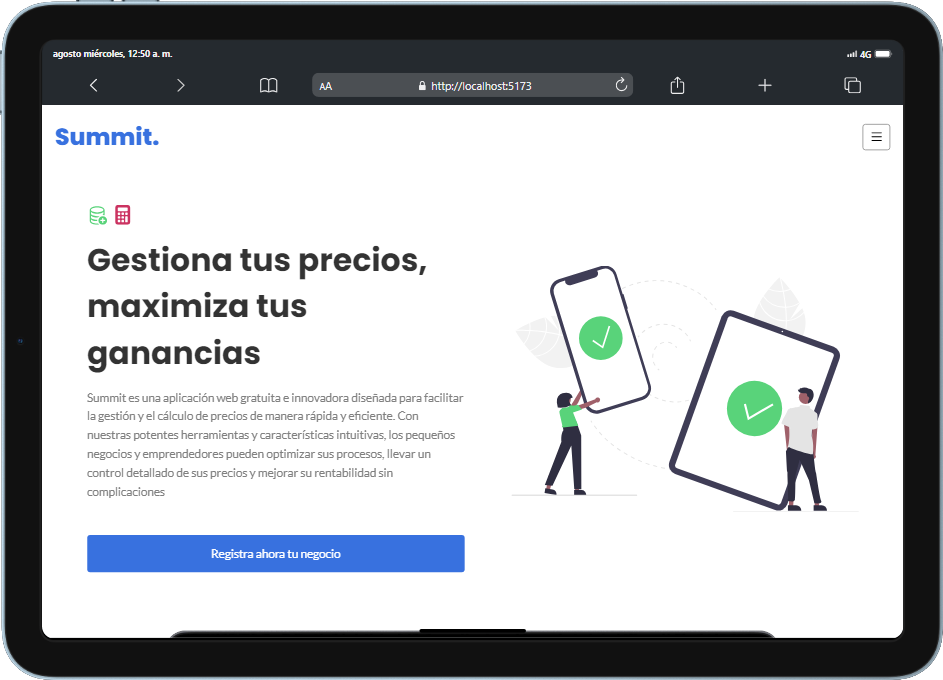 agosto miércoles, 12:50 a. m.
4G
AA
http://localhost:5173
Summit.
Gestiona tus precios,
maximiza tus
ganancias
Summit es una aplicación web gratuita e innovadora diseñada para facilitar
la gestión y el cálculo de precios de manera rápida y eficiente. Con
nuestras potentes herramientas y características intuitivas, los pequeños
negocios y emprendedores pueden optimizar sus procesos, llevar un
control detallado de sus precios y mejorar su rentabilidad sin
complicaciones
Registra ahora tu negocio